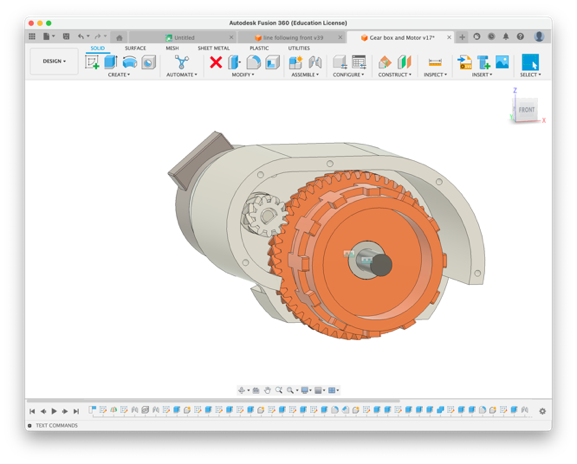 Autodesk Fusion 360 (Education License)
Untitled
line following front v39
Gear box and Motor v17*
SOLID SURFACE MESH SHEET METAL PLASTIC UTILITIES
DESIGN
CREATE AUTOMATE MODIFY ASSEMBLE CONFIGURE CONSTRUCT INSPECT INSERT SELECT
Z
FRONT
X
TEXT COMMANDS